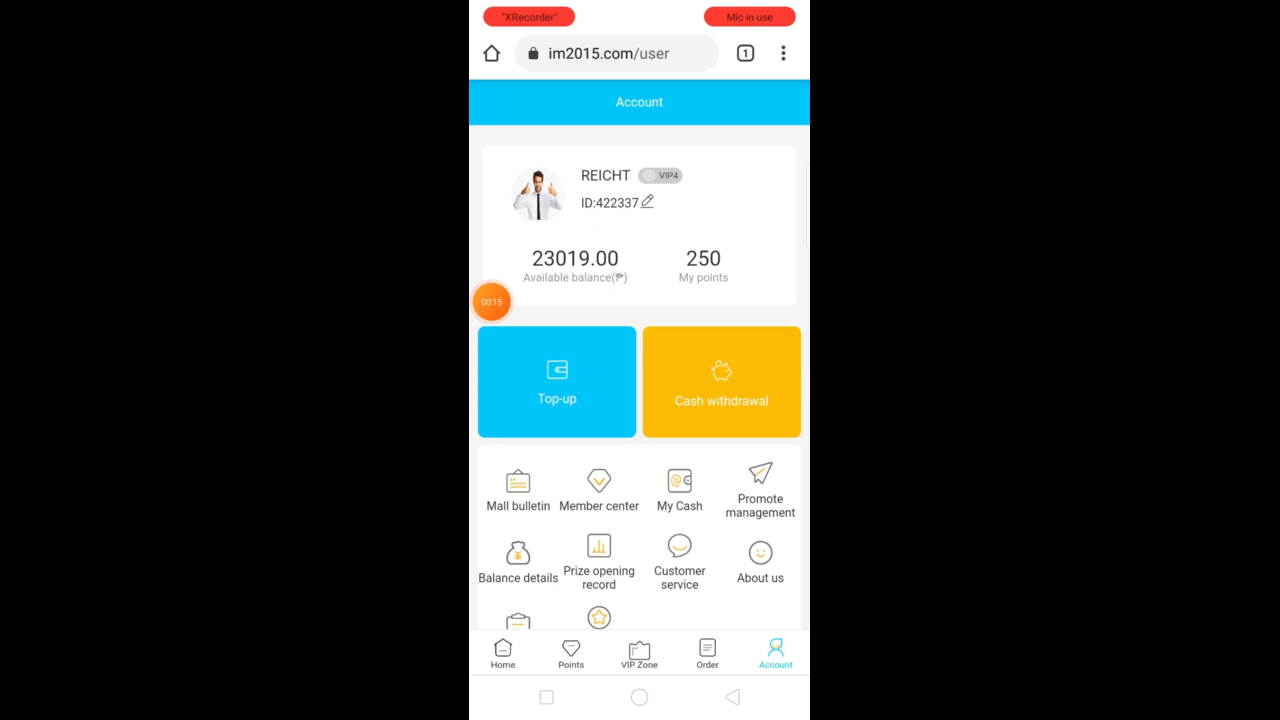 "XRecorder"
Mic in use
im2015.com/user
1
Account
REICHT VIP4
ID:422337
23019.00
250
Available balance(₱)
My points
00:15
Top-up
Cash withdrawal
Mall bulletin
Member center
My Cash
Promote
management
Balance details
Prize opening
record
Customer
service
About us
Home
Points
VIP Zone
Order
Account